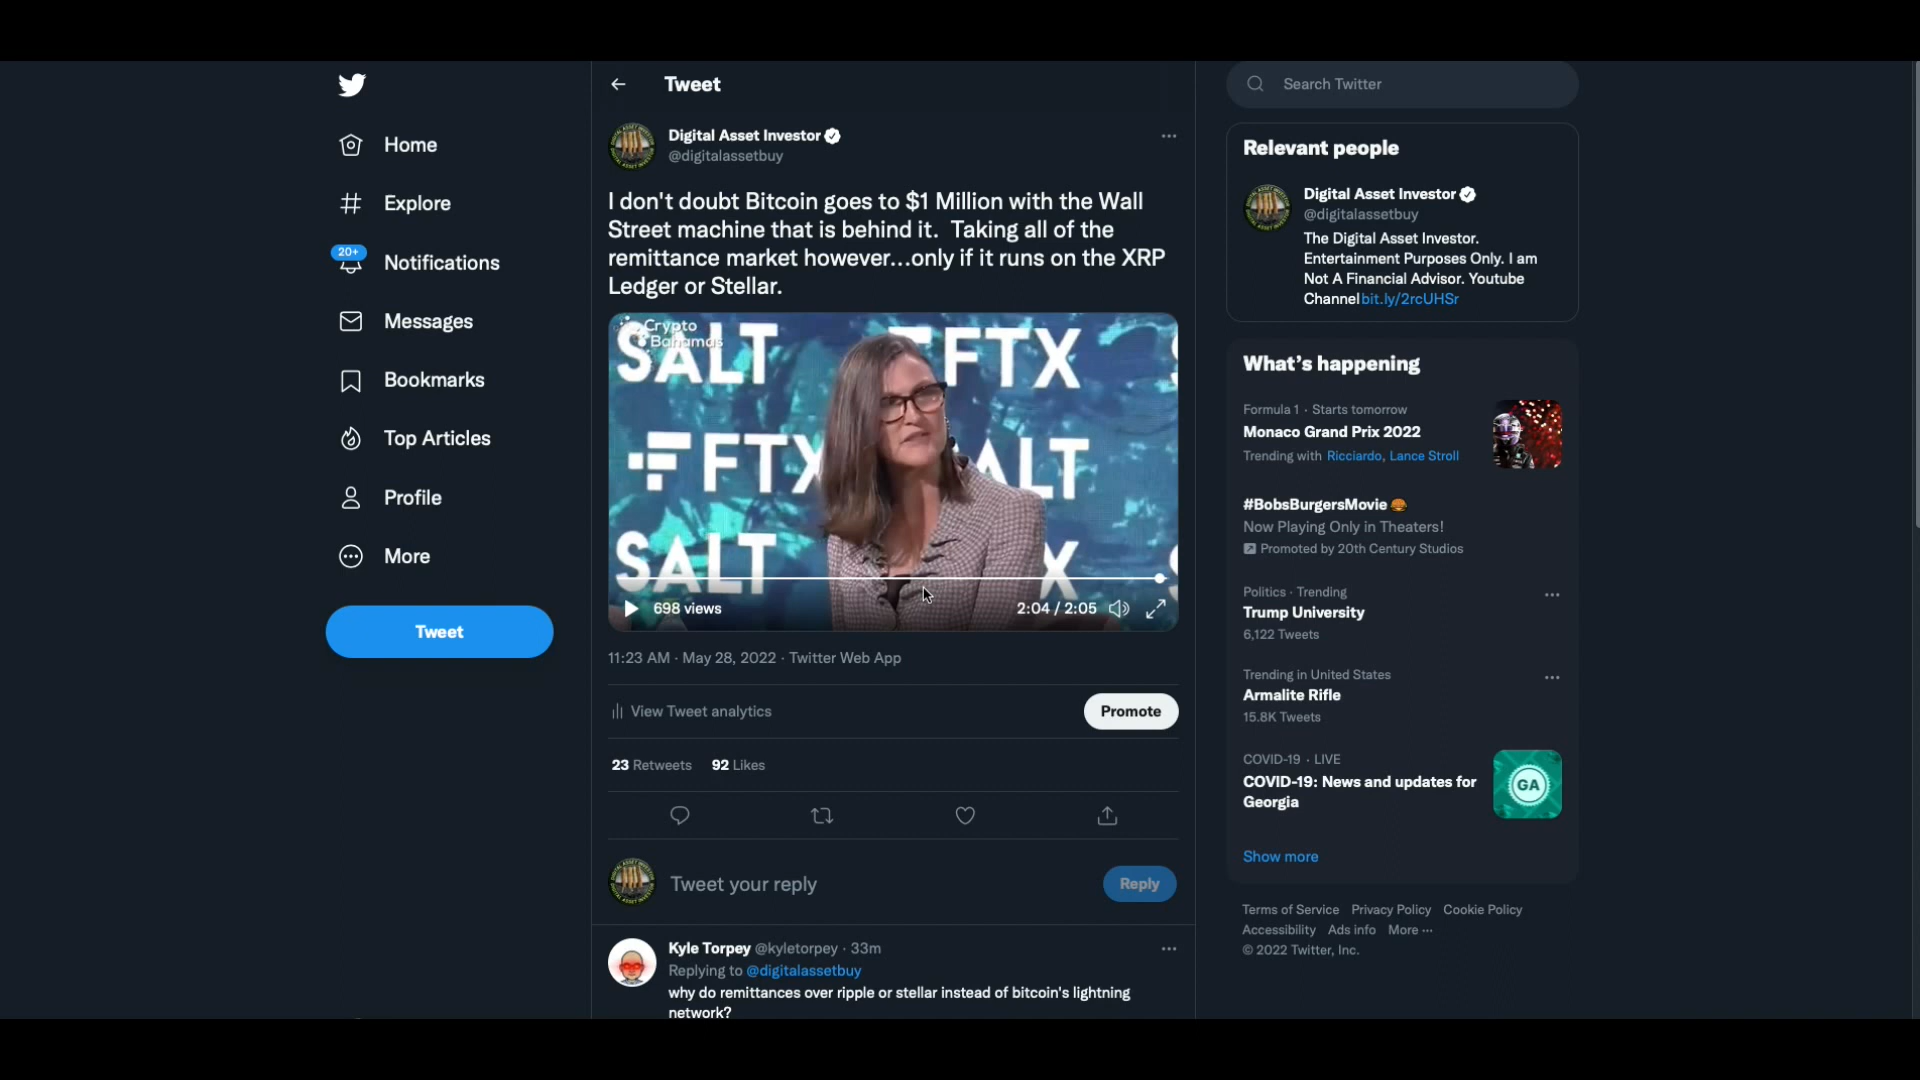 Home
Explore
20+
Notifications
Messages
Bookmarks
Top Articles
Profile
More
Tweet
Tweet
Digital Asset Investor
@digitalassetbuy
I don't doubt Bitcoin goes to $1 Million with the Wall
Street machine that is behind it. Taking all of the
remittance market however...only if it runs on the XRP
Ledger or Stellar.
Crypto
Bahamas
SALT FTX
FTX SALT
SALT FTX
698 views
2:04 / 2:05
11:23 AM · May 28, 2022 · Twitter Web App
View Tweet analytics
Promote
23 Retweets 92 Likes
Tweet your reply
Reply
Kyle Torpey @kyletorpey · 33m
Replying to @digitalassetbuy
why do remittances over ripple or stellar instead of bitcoin's lightning
network?
Search Twitter
Relevant people
Digital Asset Investor
@digitalassetbuy
The Digital Asset Investor.
Entertainment Purposes Only. I am
Not A Financial Advisor. Youtube
Channel bit.ly/2rcUHSr
What's happening
Formula 1 · Starts tomorrow
Monaco Grand Prix 2022
Trending with Ricciardo, Lance Stroll
#BobsBurgersMovie
Now Playing Only in Theaters!
Promoted by 20th Century Studios
Politics · Trending
Trump University
6,122 Tweets
Trending in United States
Armalite Rifle
15.8K Tweets
COVID-19 · LIVE
COVID-19: News and updates for
Georgia
GA
Show more
Terms of Service Privacy Policy Cookie Policy
Accessibility Ads info More ···
© 2022 Twitter, Inc.